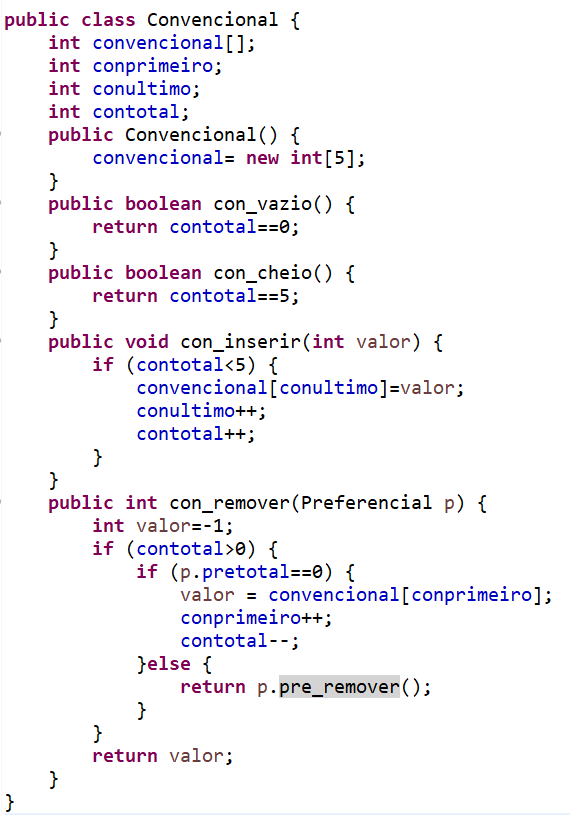 public class Convencional {
    int convencional[];
    int conprimeiro;
    int conultimo;
    int contotal;
    public Convencional() {
        convencional= new int[5];
    }
    public boolean con_vazio() {
        return contotal==0;
    }
    public boolean con_cheio() {
        return contotal==5;
    }
    public void con_inserir(int valor) {
        if (contotal<5) {
            convencional[conultimo]=valor;
            conultimo++;
            contotal++;
        }
    }
    public int con_remover(Preferencial p) {
        int valor=-1;
        if (contotal>0) {
            if (p.pretotal==0) {
                valor = convencional[conprimeiro];
                conprimeiro++;
                contotal--;
            }else {
                return p.pre_remover();
            }
        }
        return valor;
    }
}